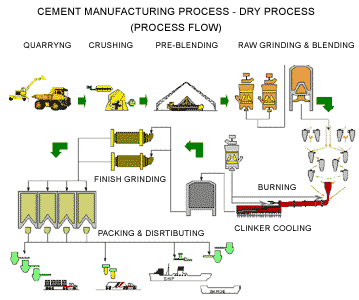 CEMENT MANUFACTURING PROCESS - DRY PROCESS
(PROCESS FLOW)
QUARRYNG CRUSHING PRE-BLENDING RAW GRINDING & BLENDING
FINISH GRINDING
BURNING
CLINKER COOLING
PACKING & DISRTIBUTING
SHIP